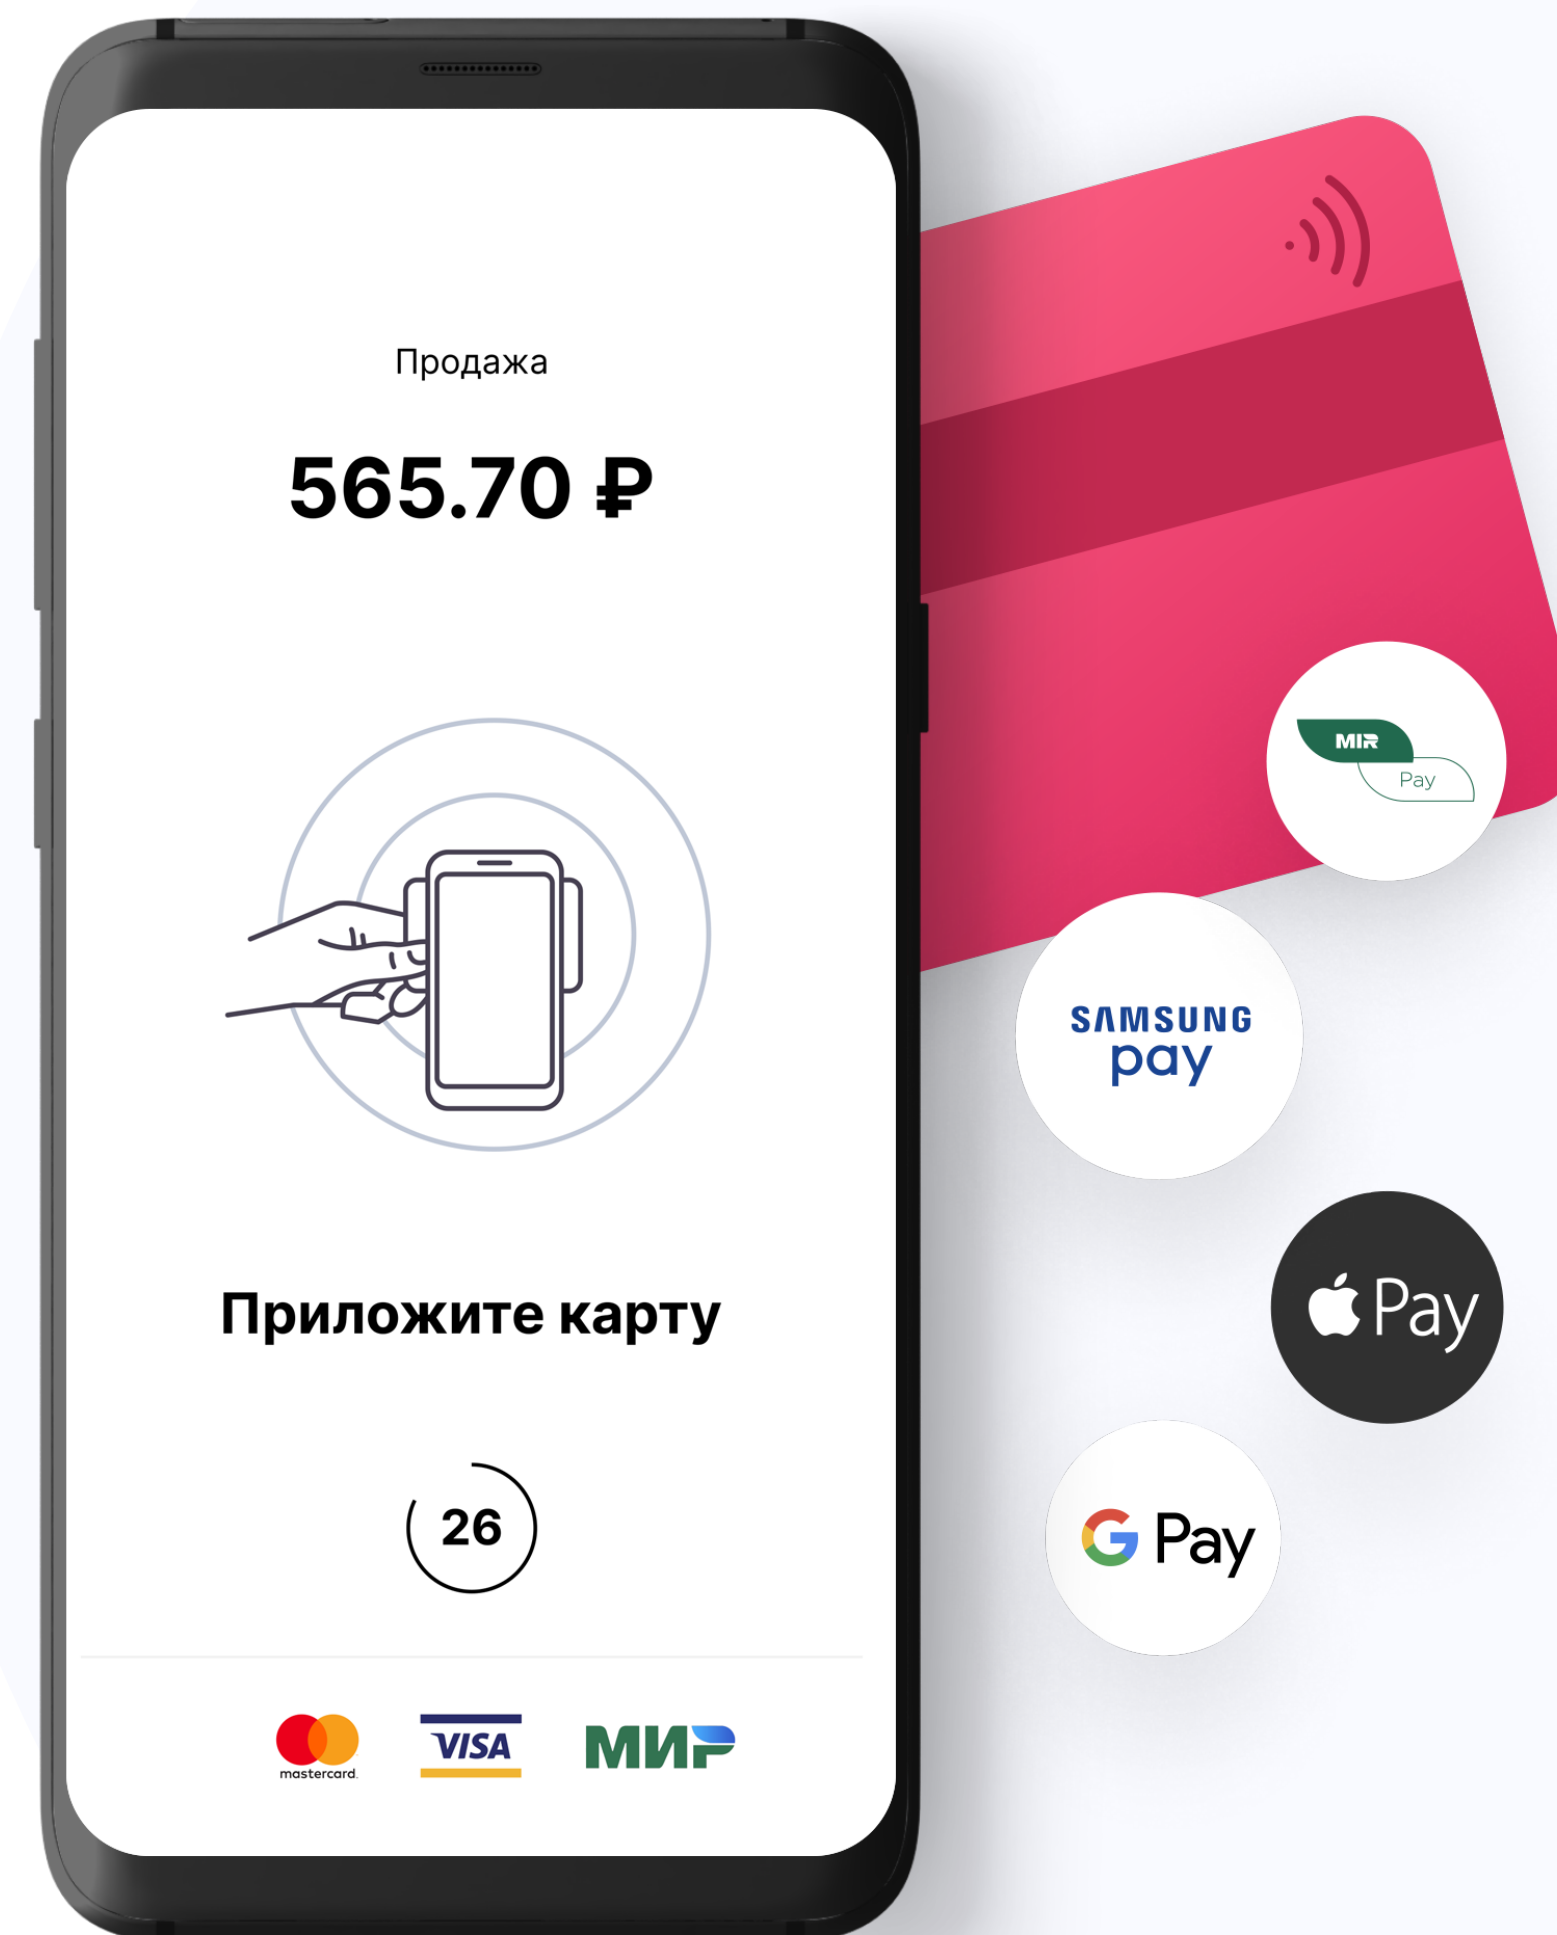 Продажа
565.70 ₽
Приложите карту
26
mastercard.
VISA
МИР
MIR
Pay
SAMSUNG
pay
Pay
G Pay